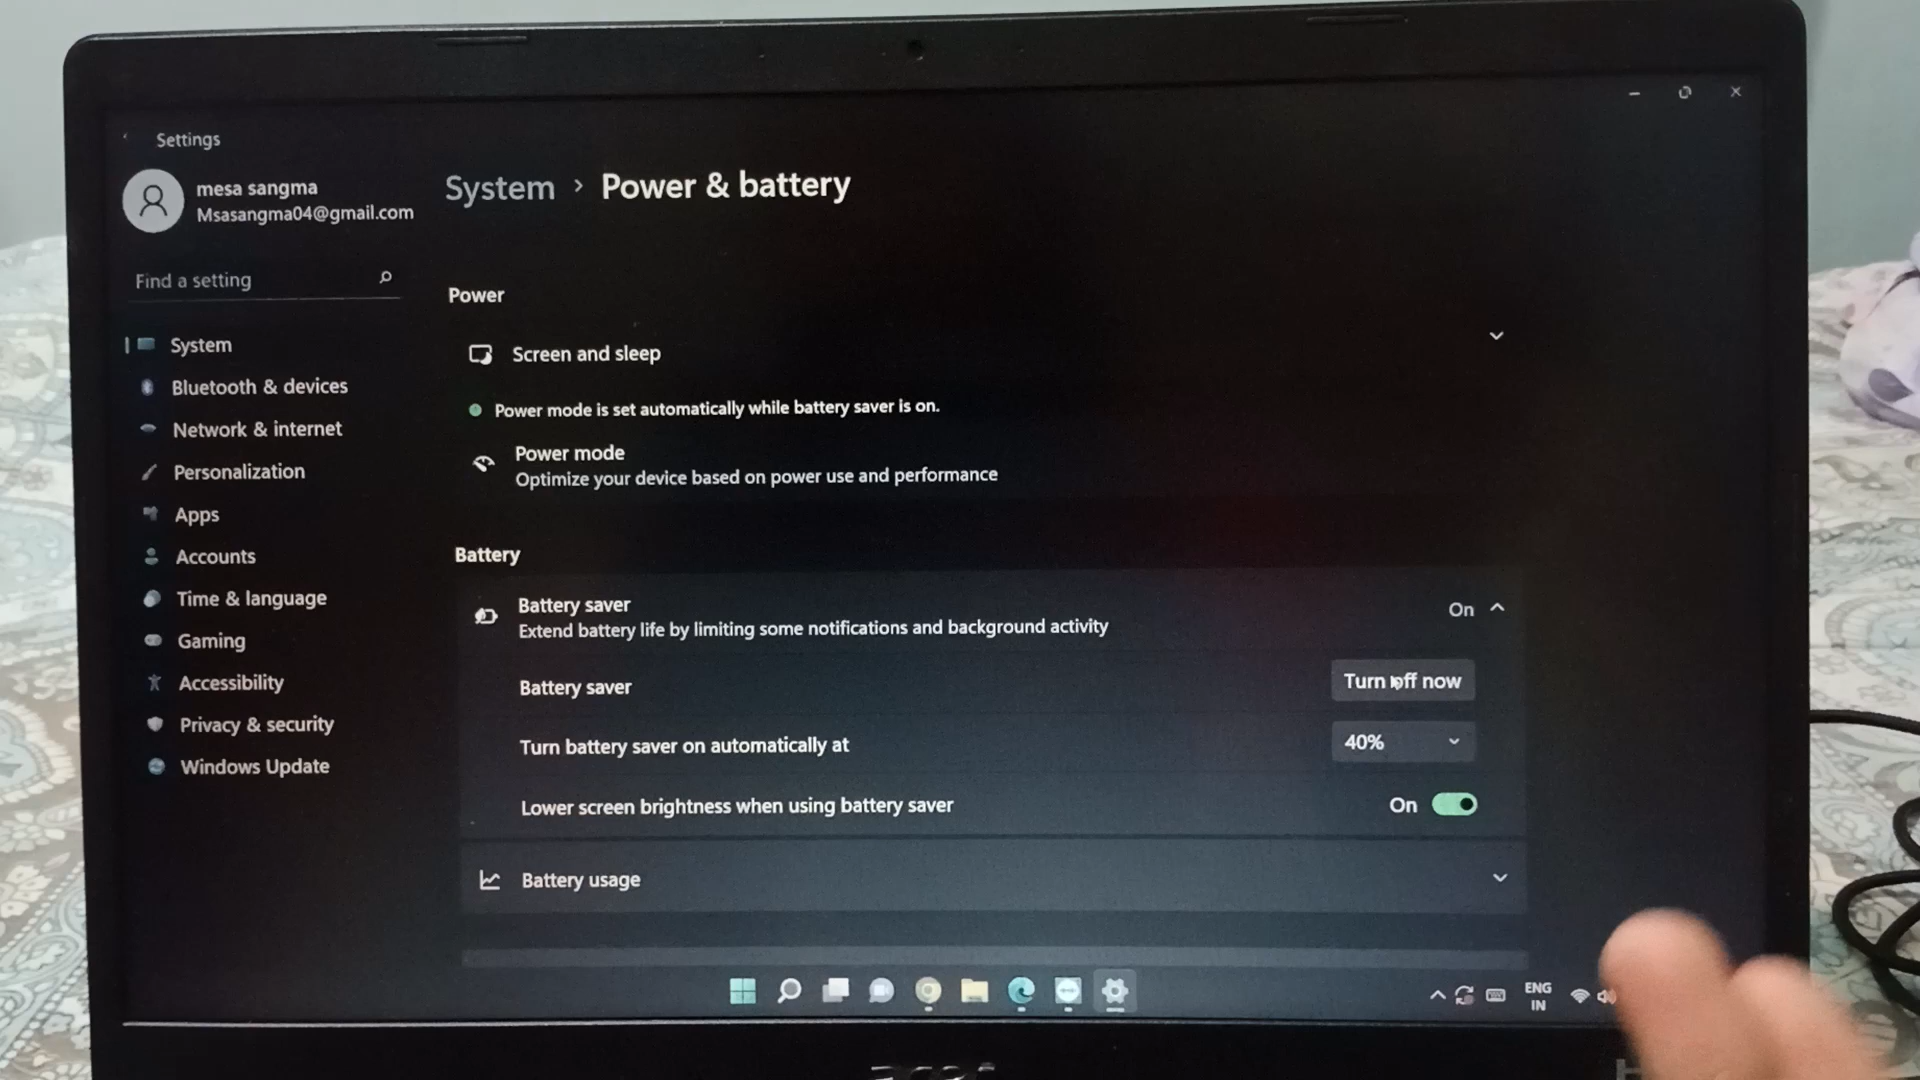 Settings
mesa sangma
Msasangma04@gmail.com
Find a setting
System
Bluetooth & devices
Network & internet
Personalization
Apps
Accounts
Time & language
Gaming
Accessibility
Privacy & security
Windows Update
System > Power & battery
Power
Screen and sleep
Power mode is set automatically while battery saver is on.
Power mode
Optimize your device based on power use and performance
Battery
Battery saver
Extend battery life by limiting some notifications and background activity
On
Battery saver
Turn off now
Turn battery saver on automatically at
40%
Lower screen brightness when using battery saver
On
Battery usage
ENG
IN
acer